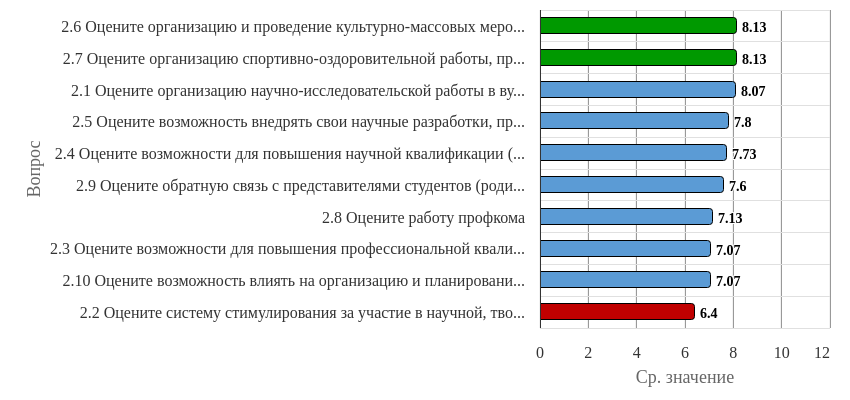 2.6 Оцените организацию и проведение культурно-массовых меро... 8.13
2.7 Оцените организацию спортивно-оздоровительной работы, пр... 8.13
2.1 Оцените организацию научно-исследовательской работы в ву... 8.07
2.5 Оцените возможность внедрять свои научные разработки, пр... 7.8
2.4 Оцените возможности для повышения научной квалификации (... 7.73
2.9 Оцените обратную связь с представителями студентов (роди... 7.6
2.8 Оцените работу профкома 7.13
2.3 Оцените возможности для повышения профессиональной квали... 7.07
2.10 Оцените возможность влиять на организацию и планировани... 7.07
2.2 Оцените систему стимулирования за участие в научной, тво... 6.4
Вопрос
0 2 4 6 8 10 12
Ср. значение